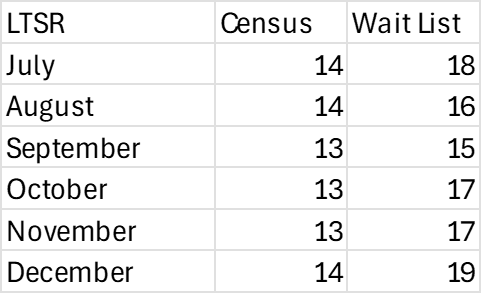 LTSR Census Wait List
July 14 18
August 14 16
September 13 15
October 13 17
November 13 17
December 14 19